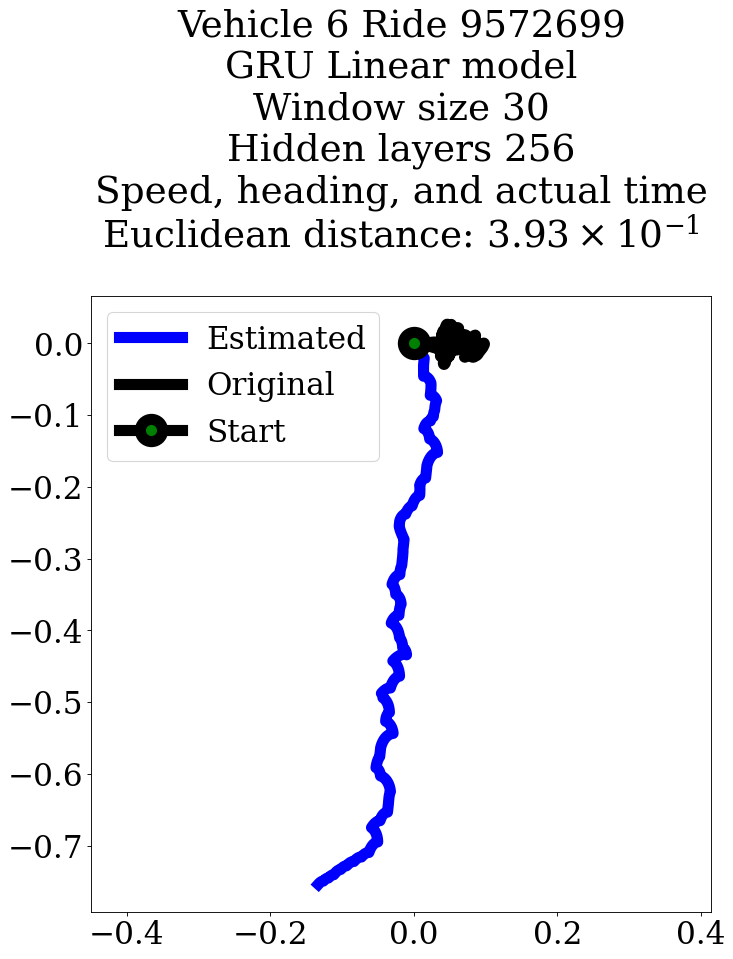 Vehicle 6 Ride 9572699
GRU Linear model
Window size 30
Hidden layers 256
Speed, heading, and actual time
Euclidean distance: 3.93 × 10⁻¹
Estimated
Original
Start
0.0
−0.1
−0.2
−0.3
−0.4
−0.5
−0.6
−0.7
−0.4 −0.2 0.0 0.2 0.4